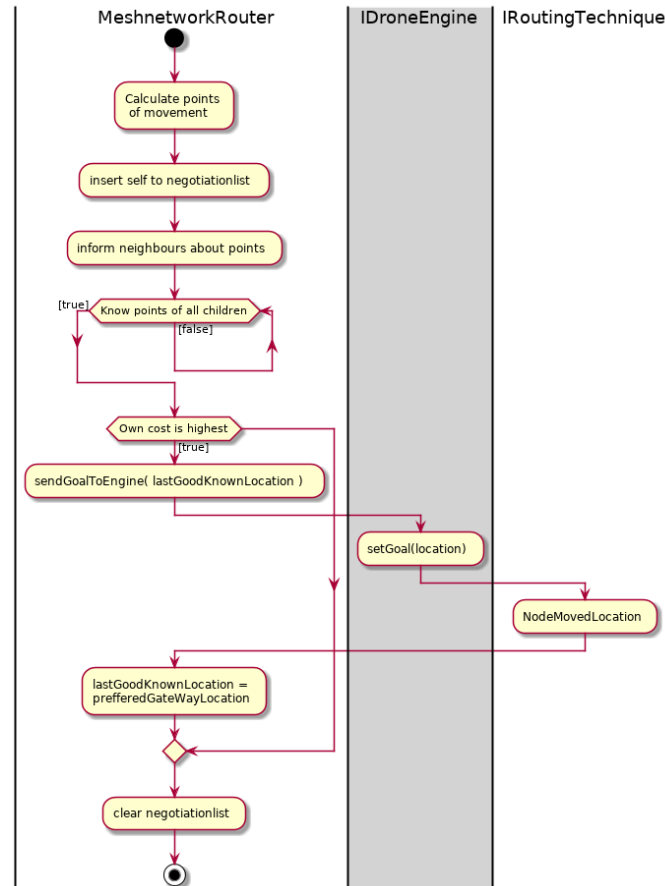 MeshnetworkRouter
IDroneEngine
IRoutingTechnique
Calculate points
of movement
insert self to negotiationlist
inform neighbours about points
[true]
Know points of all children
[false]
Own cost is highest
[true]
sendGoalToEngine( lastGoodKnownLocation )
setGoal(location)
NodeMovedLocation
lastGoodKnownLocation =
prefferedGateWayLocation
clear negotiationlist